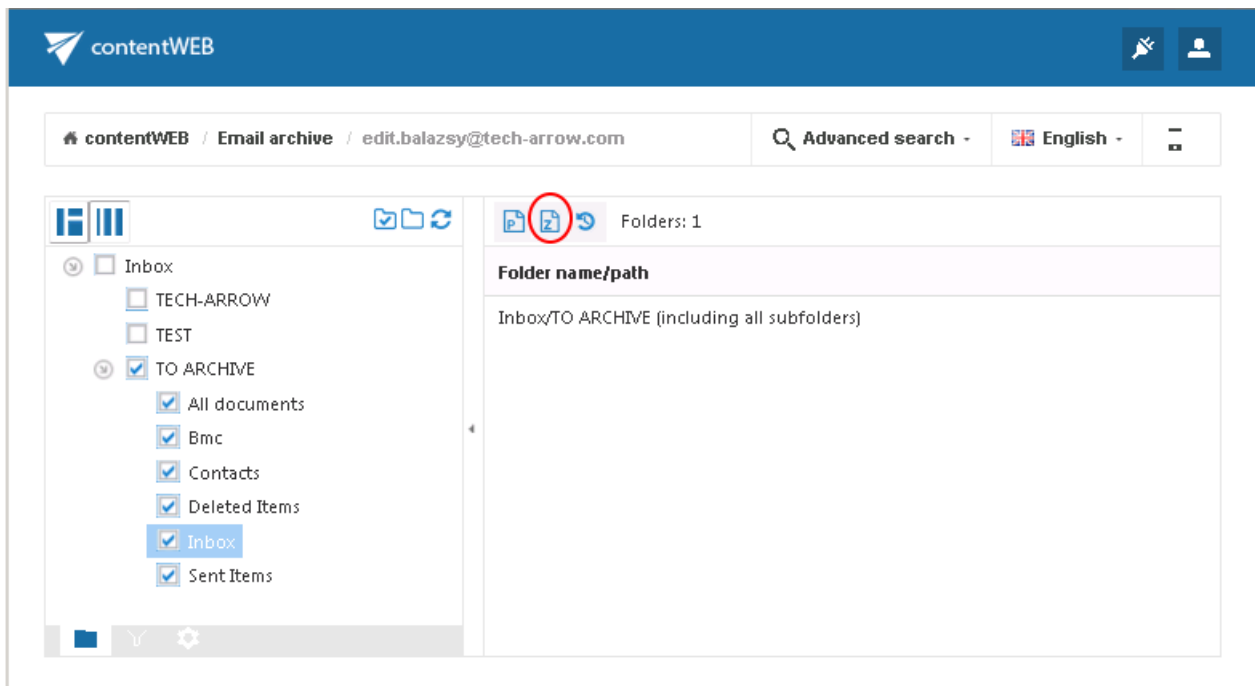 contentWEB
contentWEB / Email archive / edit.balazsy@tech-arrow.com
Advanced search -
English -
P
Z
Folders: 1
Inbox
TECH-ARROW
TEST
TO ARCHIVE
All documents
Bmc
Contacts
Deleted Items
Inbox
Sent Items
Folder name/path
Inbox/TO ARCHIVE (including all subfolders)